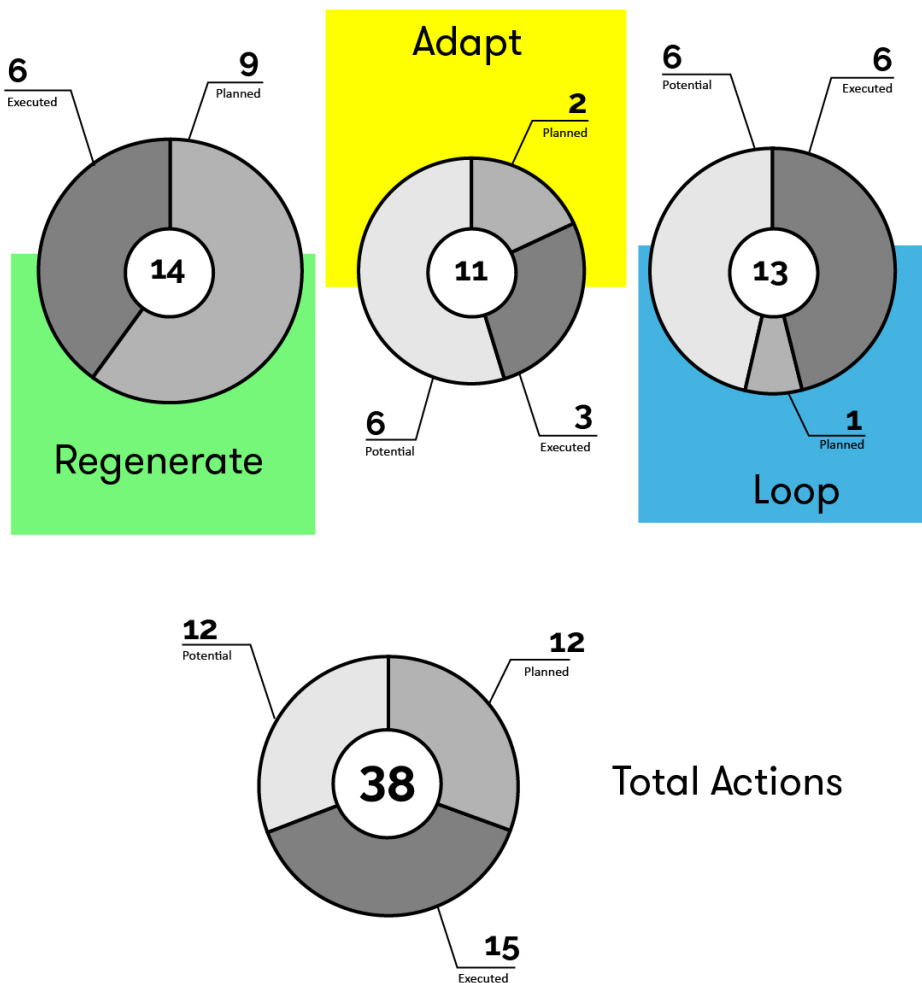 Adapt
6
Executed
9
Planned
14
Regenerate
2
Planned
11
6
Potential
3
Executed
6
Potential
6
Executed
13
1
Planned
Loop
12
Potential
12
Planned
38
Total Actions
15
Executed